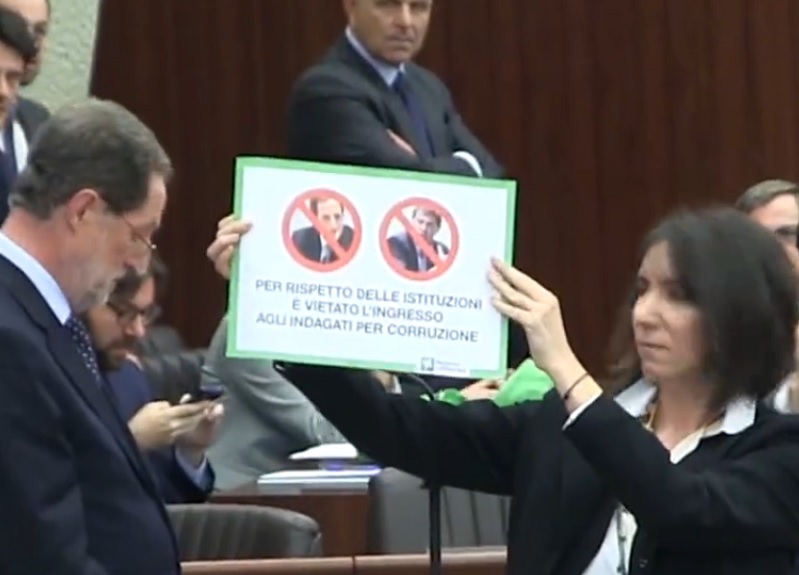 PER RISPETTO DELLE ISTITUZIONI
È VIETATO L'INGRESSO
AGLI INDAGATI PER CORRUZIONE